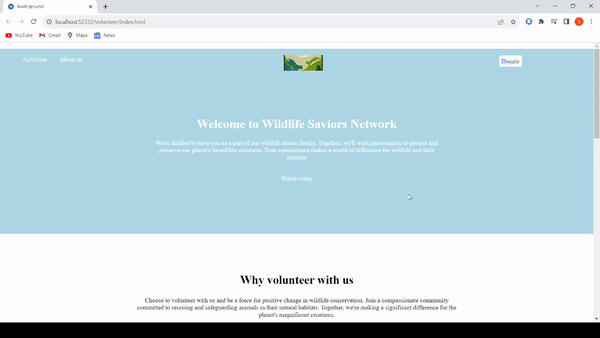 level-ground
localhost:52332/volunteer/index.html
YouTube
Gmail
Maps
News
Activities
About us
Donate
Welcome to Wildlife Saviors Network
We're thrilled to have you as a part of our wildlife rescue family. Together, we'll work passionately to protect and
preserve our planet's incredible creatures. Your commitment makes a world of difference for wildlife and their
habitats
Watch video
Why volunteer with us
Choose to volunteer with us and be a force for positive change in wildlife conservation. Join a compassionate community
committed to rescuing and safeguarding animals in their natural habitats. Together, we're making a significant difference for the
planet's magnificent creatures.